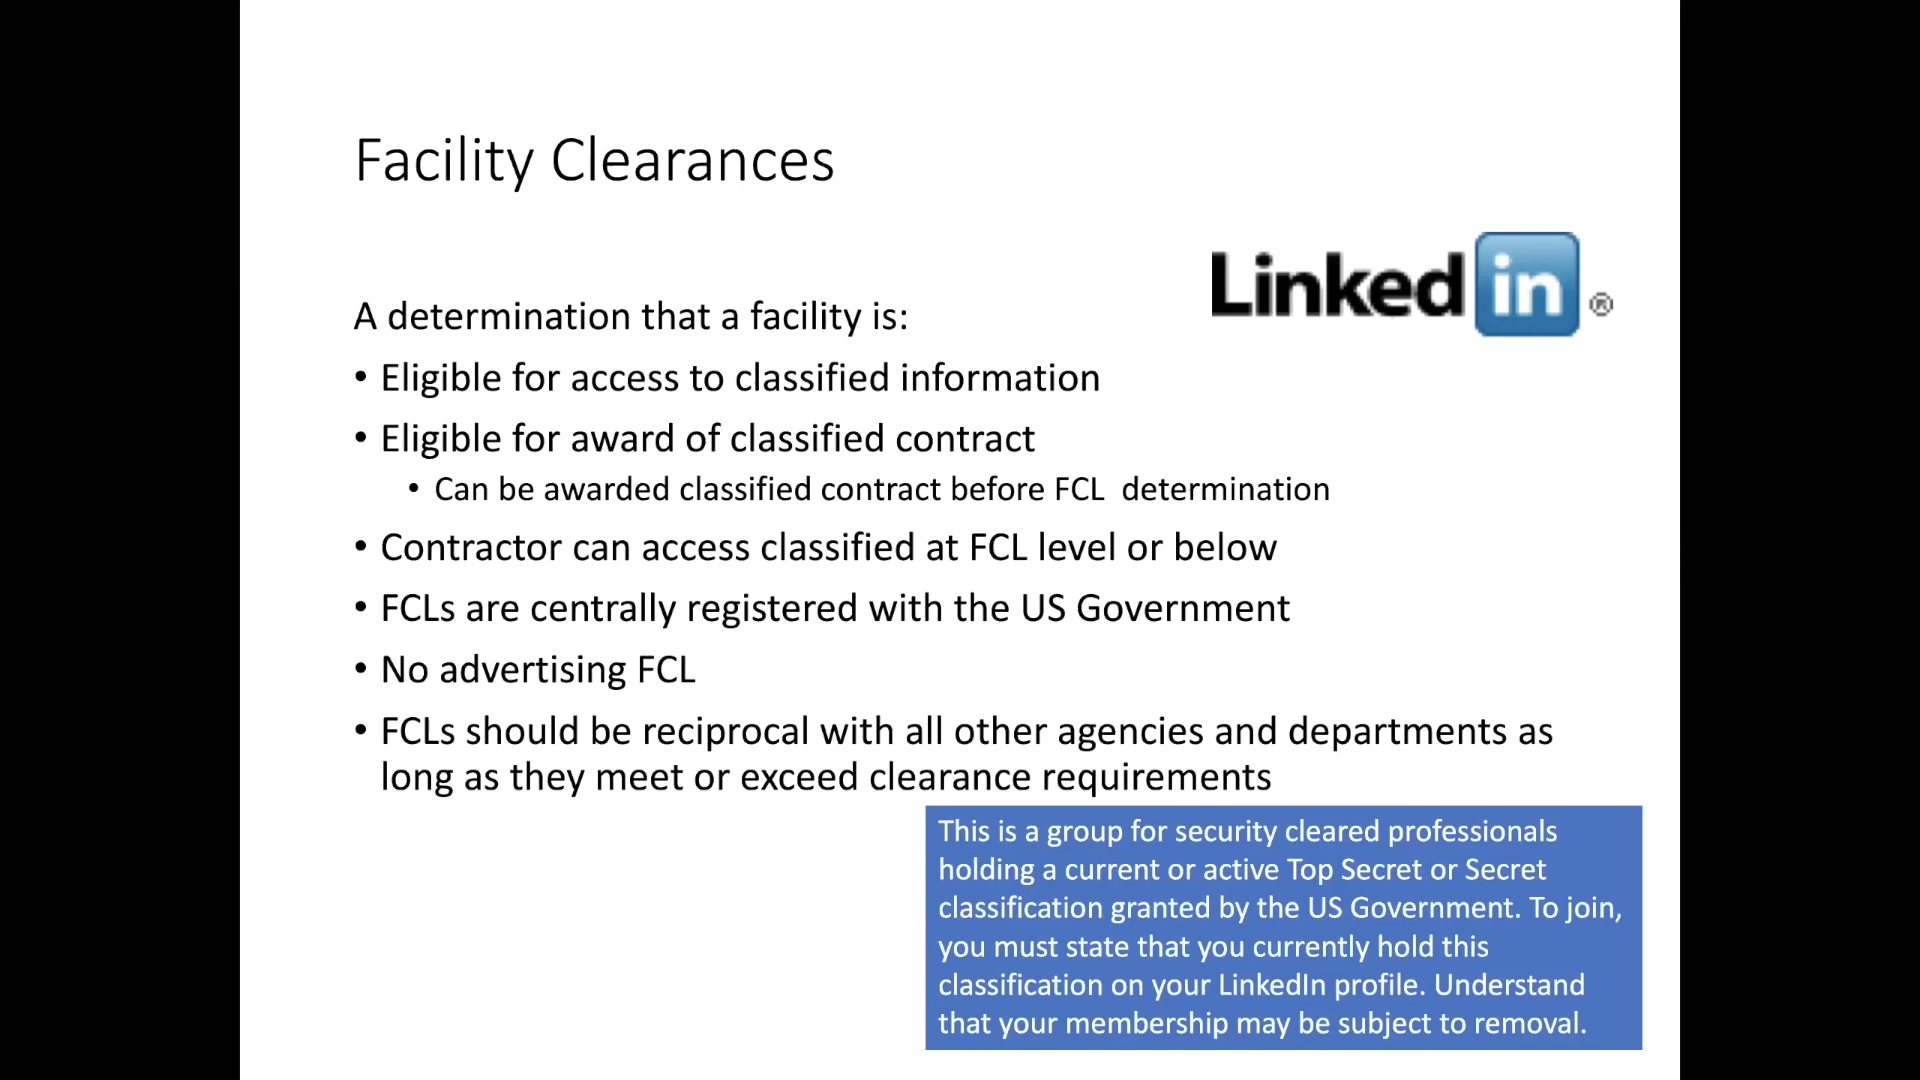 Facility Clearances
Linked in ®
A determination that a facility is:
• Eligible for access to classified information
• Eligible for award of classified contract
• Can be awarded classified contract before FCL  determination
• Contractor can access classified at FCL level or below
• FCLs are centrally registered with the US Government
• No advertising FCL
• FCLs should be reciprocal with all other agencies and departments as
long as they meet or exceed clearance requirements
This is a group for security cleared professionals
holding a current or active Top Secret or Secret
classification granted by the US Government. To join,
you must state that you currently hold this
classification on your LinkedIn profile. Understand
that your membership may be subject to removal.